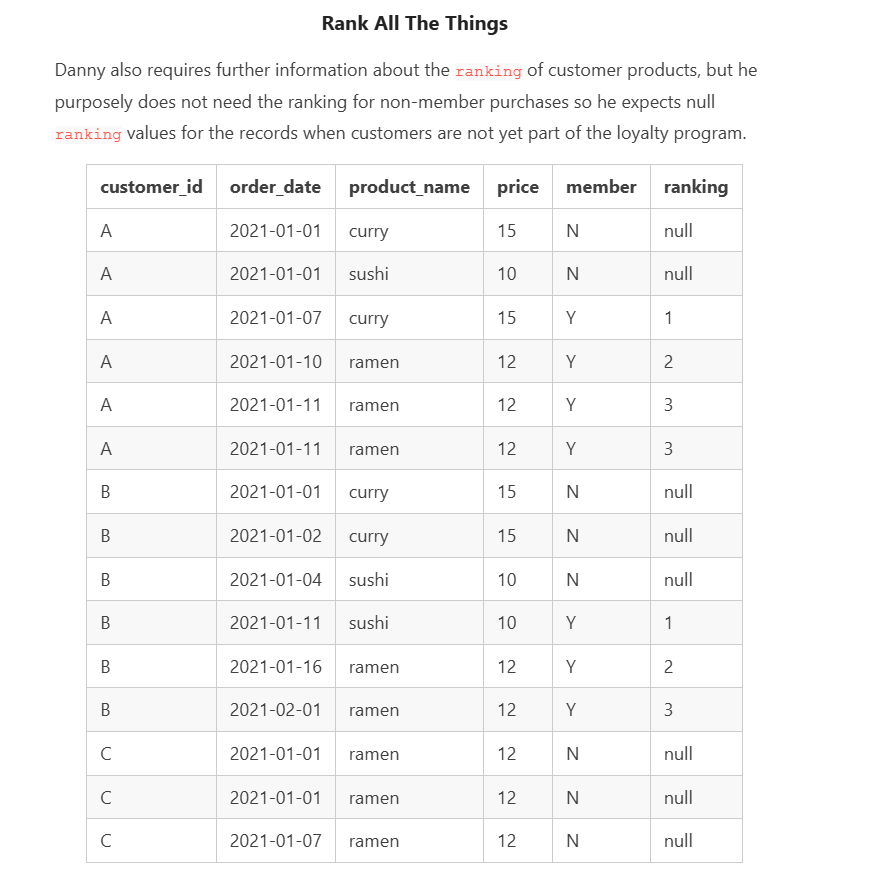 Rank All The Things
Danny also requires further information about the ranking of customer products, but he
purposely does not need the ranking for non-member purchases so he expects null
ranking values for the records when customers are not yet part of the loyalty program.
customer_id order_date product_name price member ranking
A 2021-01-01 curry 15 N null
A 2021-01-01 sushi 10 N null
A 2021-01-07 curry 15 Y 1
A 2021-01-10 ramen 12 Y 2
A 2021-01-11 ramen 12 Y 3
A 2021-01-11 ramen 12 Y 3
B 2021-01-01 curry 15 N null
B 2021-01-02 curry 15 N null
B 2021-01-04 sushi 10 N null
B 2021-01-11 sushi 10 Y 1
B 2021-01-16 ramen 12 Y 2
B 2021-02-01 ramen 12 Y 3
C 2021-01-01 ramen 12 N null
C 2021-01-01 ramen 12 N null
C 2021-01-07 ramen 12 N null